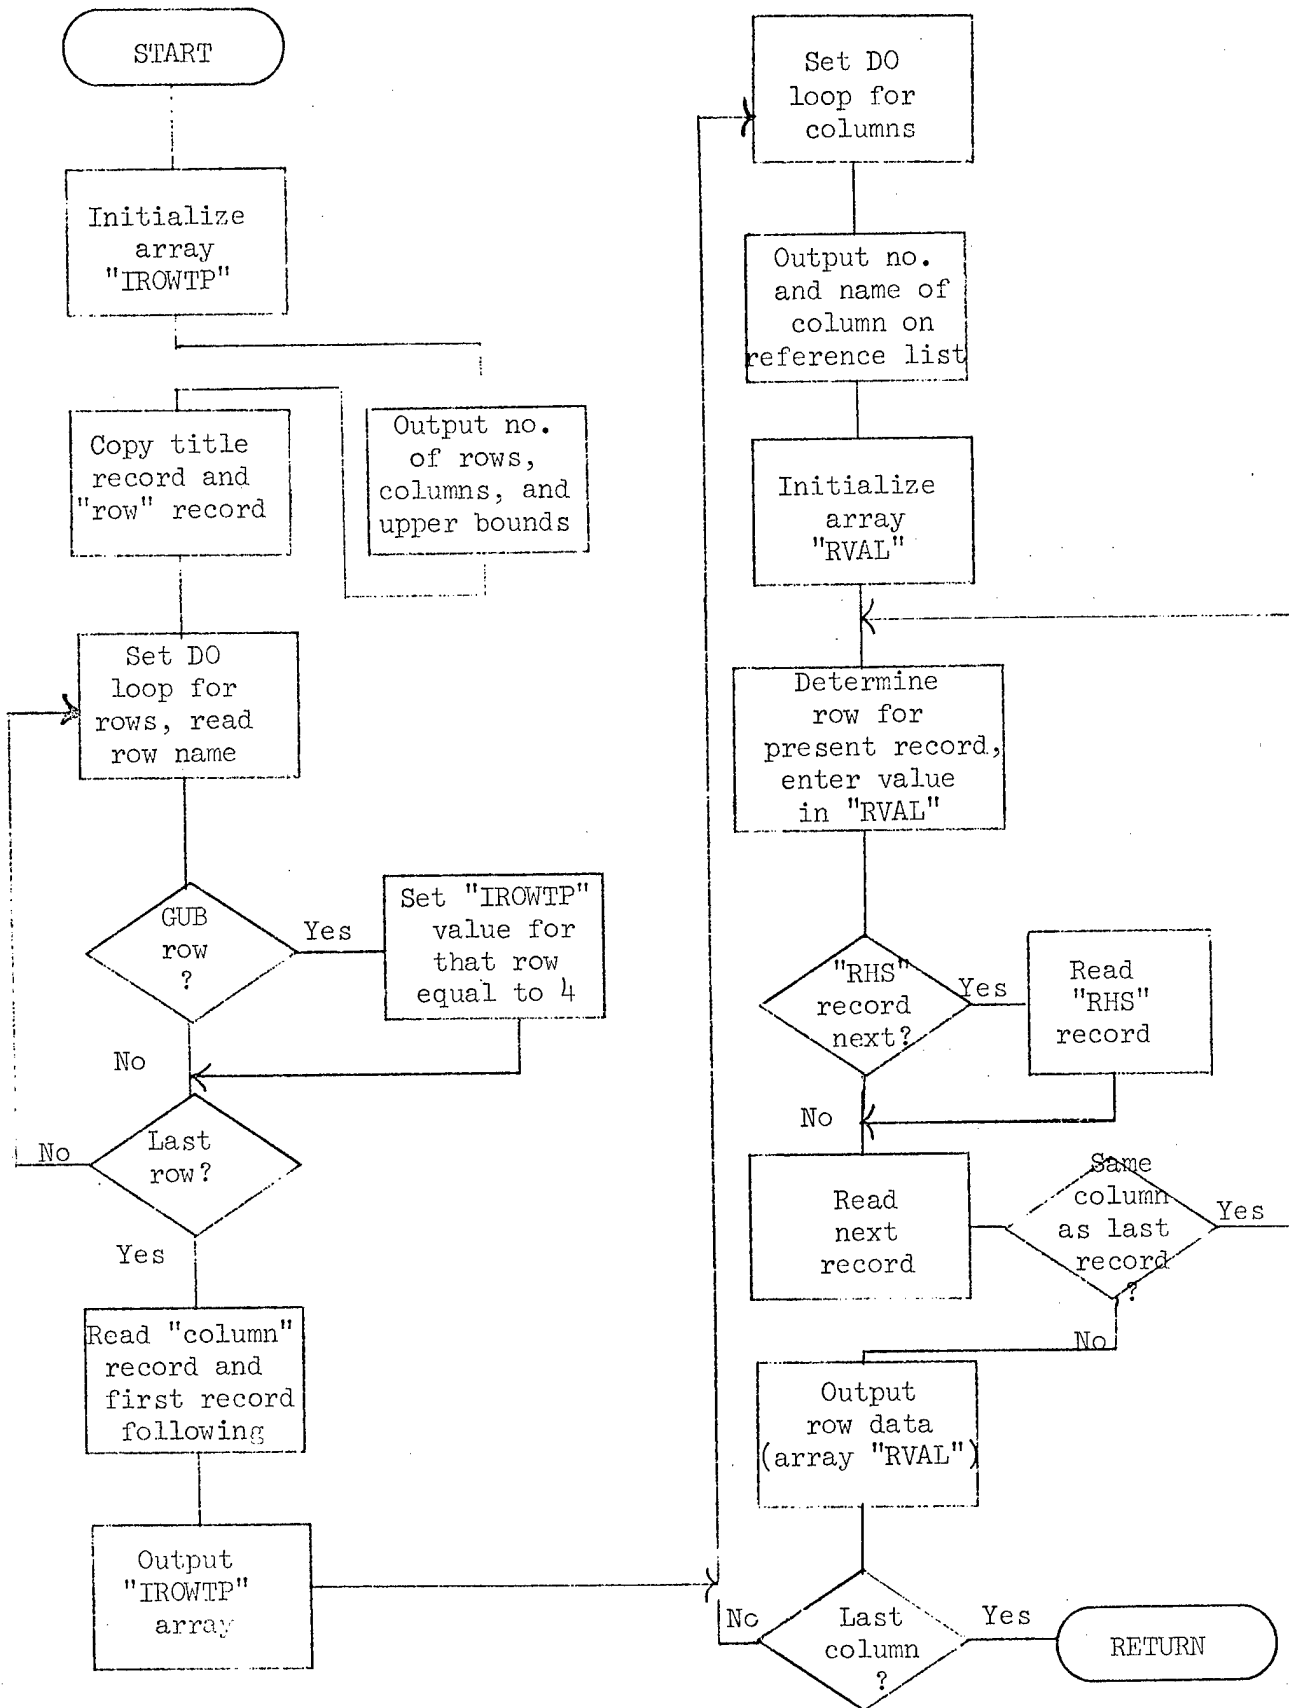 START
Initialize
array
"IROWTP"
Output no.
of rows,
columns, and
upper bounds
Copy title
record and
"row" record
Set DO
loop for
rows, read
row name
GUB
row
?
Yes
Set "IROWTP"
value for
that row
equal to 4
No
Last
row?
No
Yes
Read "column"
record and
first record
following
Output
"IROWTP"
array
Set DO
loop for
columns
Output no.
and name of
column on
reference list
Initialize
array
"RVAL"
Determine
row for
present record,
enter value
in "RVAL"
"RHS"
record
next?
Yes
Read
"RHS"
record
No
Read
next
record
Same
column
as last
record
?
Yes
No
Output
row data
(array "RVAL")
Last
column
?
No
Yes
RETURN